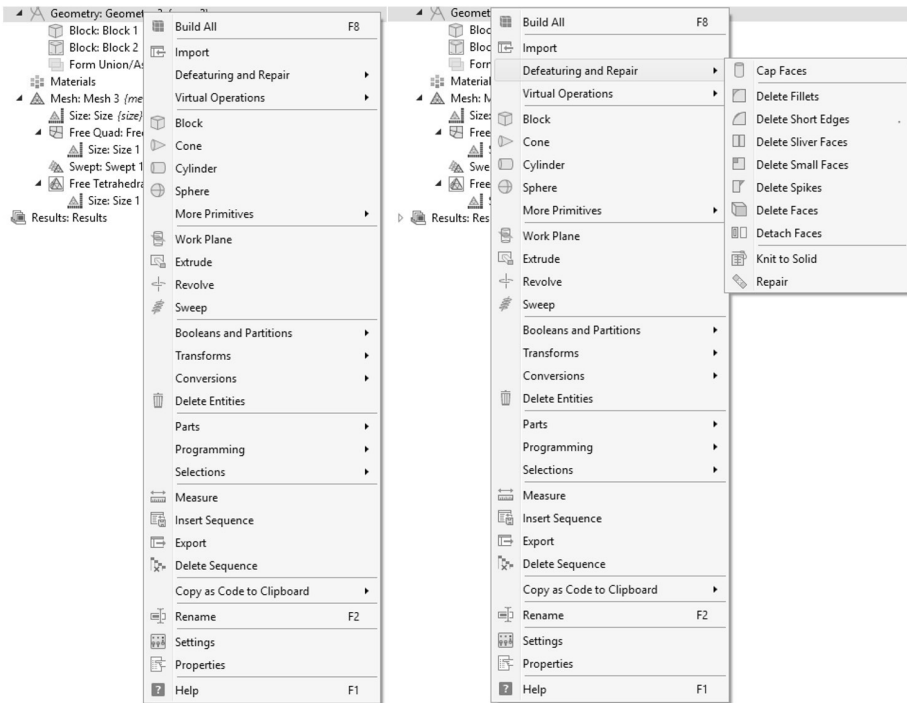 Geometry: Geomet
Block: Block 1
Block: Block 2
Form Union/As
Materials
Mesh: Mesh 3 {me
Size: Size {size}
Free Quad: Free
Size: Size 1
Swept: Swept 1
Free Tetrahedra
Size: Size 1
Results: Results
Build All F8
Import
Defeaturing and Repair
Virtual Operations
Block
Cone
Cylinder
Sphere
More Primitives
Work Plane
Extrude
Revolve
Sweep
Booleans and Partitions
Transforms
Conversions
Delete Entities
Parts
Programming
Selections
Measure
Insert Sequence
Export
Delete Sequence
Copy as Code to Clipboard
Rename F2
Settings
Properties
Help F1
Geomet
Bloc
Bloc
Form
Material
Mesh: M
Size:
Free
Swe
Free
Results: Res
Build All F8
Import
Defeaturing and Repair
Virtual Operations
Block
Cone
Cylinder
Sphere
More Primitives
Work Plane
Extrude
Revolve
Sweep
Booleans and Partitions
Transforms
Conversions
Delete Entities
Parts
Programming
Selections
Measure
Insert Sequence
Export
Delete Sequence
Copy as Code to Clipboard
Rename F2
Settings
Properties
Help F1
Cap Faces
Delete Fillets
Delete Short Edges
Delete Sliver Faces
Delete Small Faces
Delete Spikes
Delete Faces
Detach Faces
Knit to Solid
Repair